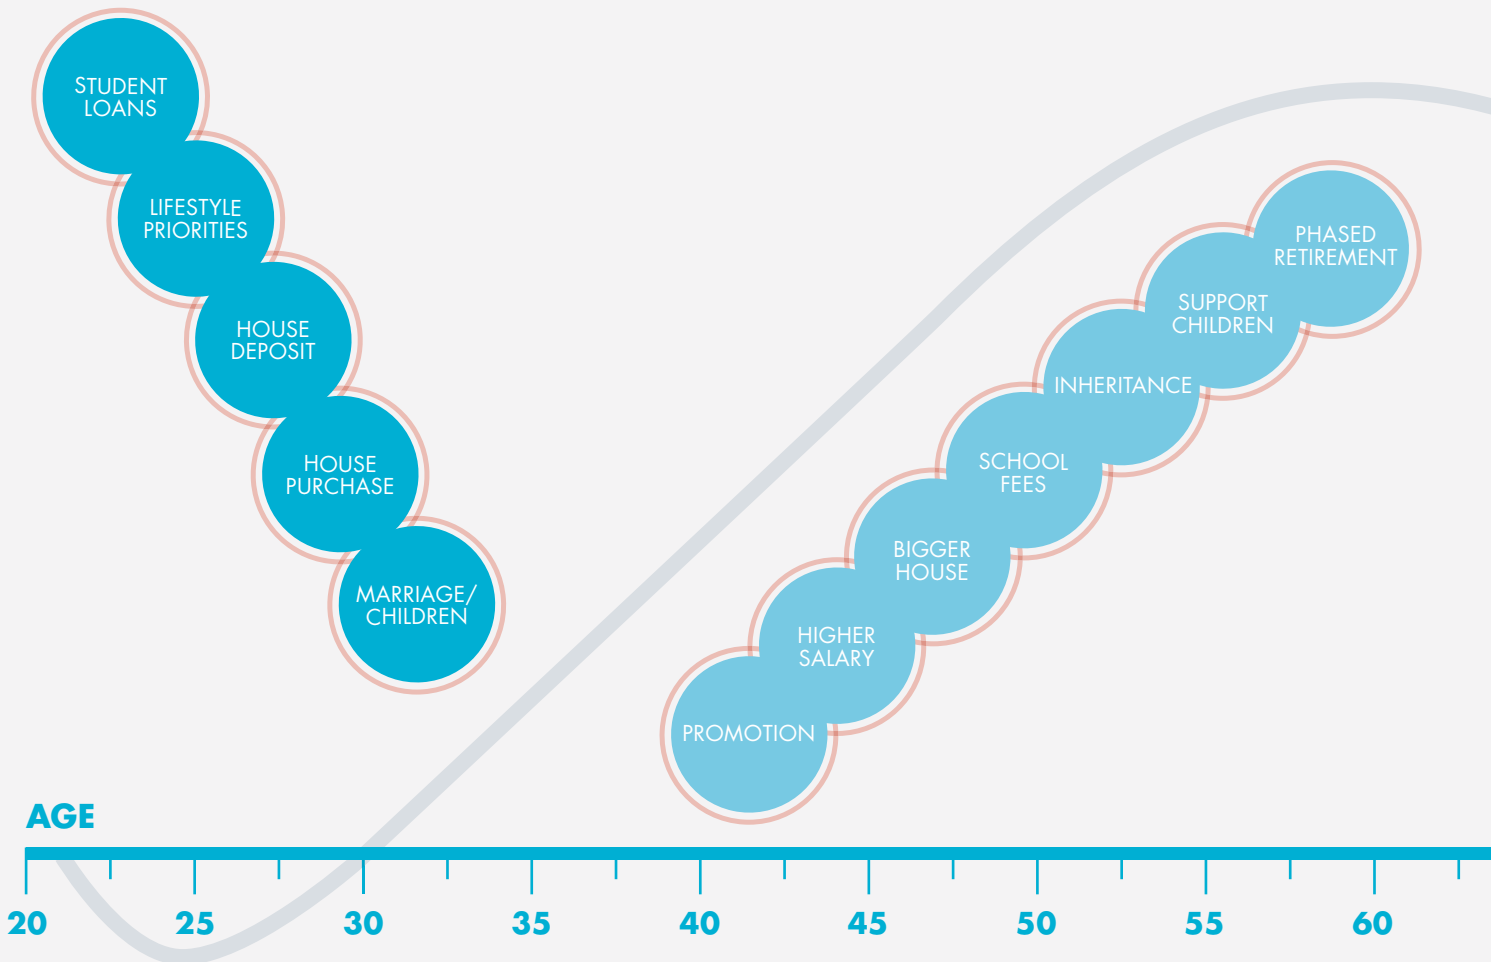 STUDENT
LOANS
LIFESTYLE
PRIORITIES
HOUSE
DEPOSIT
HOUSE
PURCHASE
MARRIAGE/
CHILDREN
PHASED
RETIREMENT
SUPPORT
CHILDREN
INHERITANCE
SCHOOL
FEES
BIGGER
HOUSE
HIGHER
SALARY
PROMOTION
AGE
20 25 30 35 40 45 50 55 60